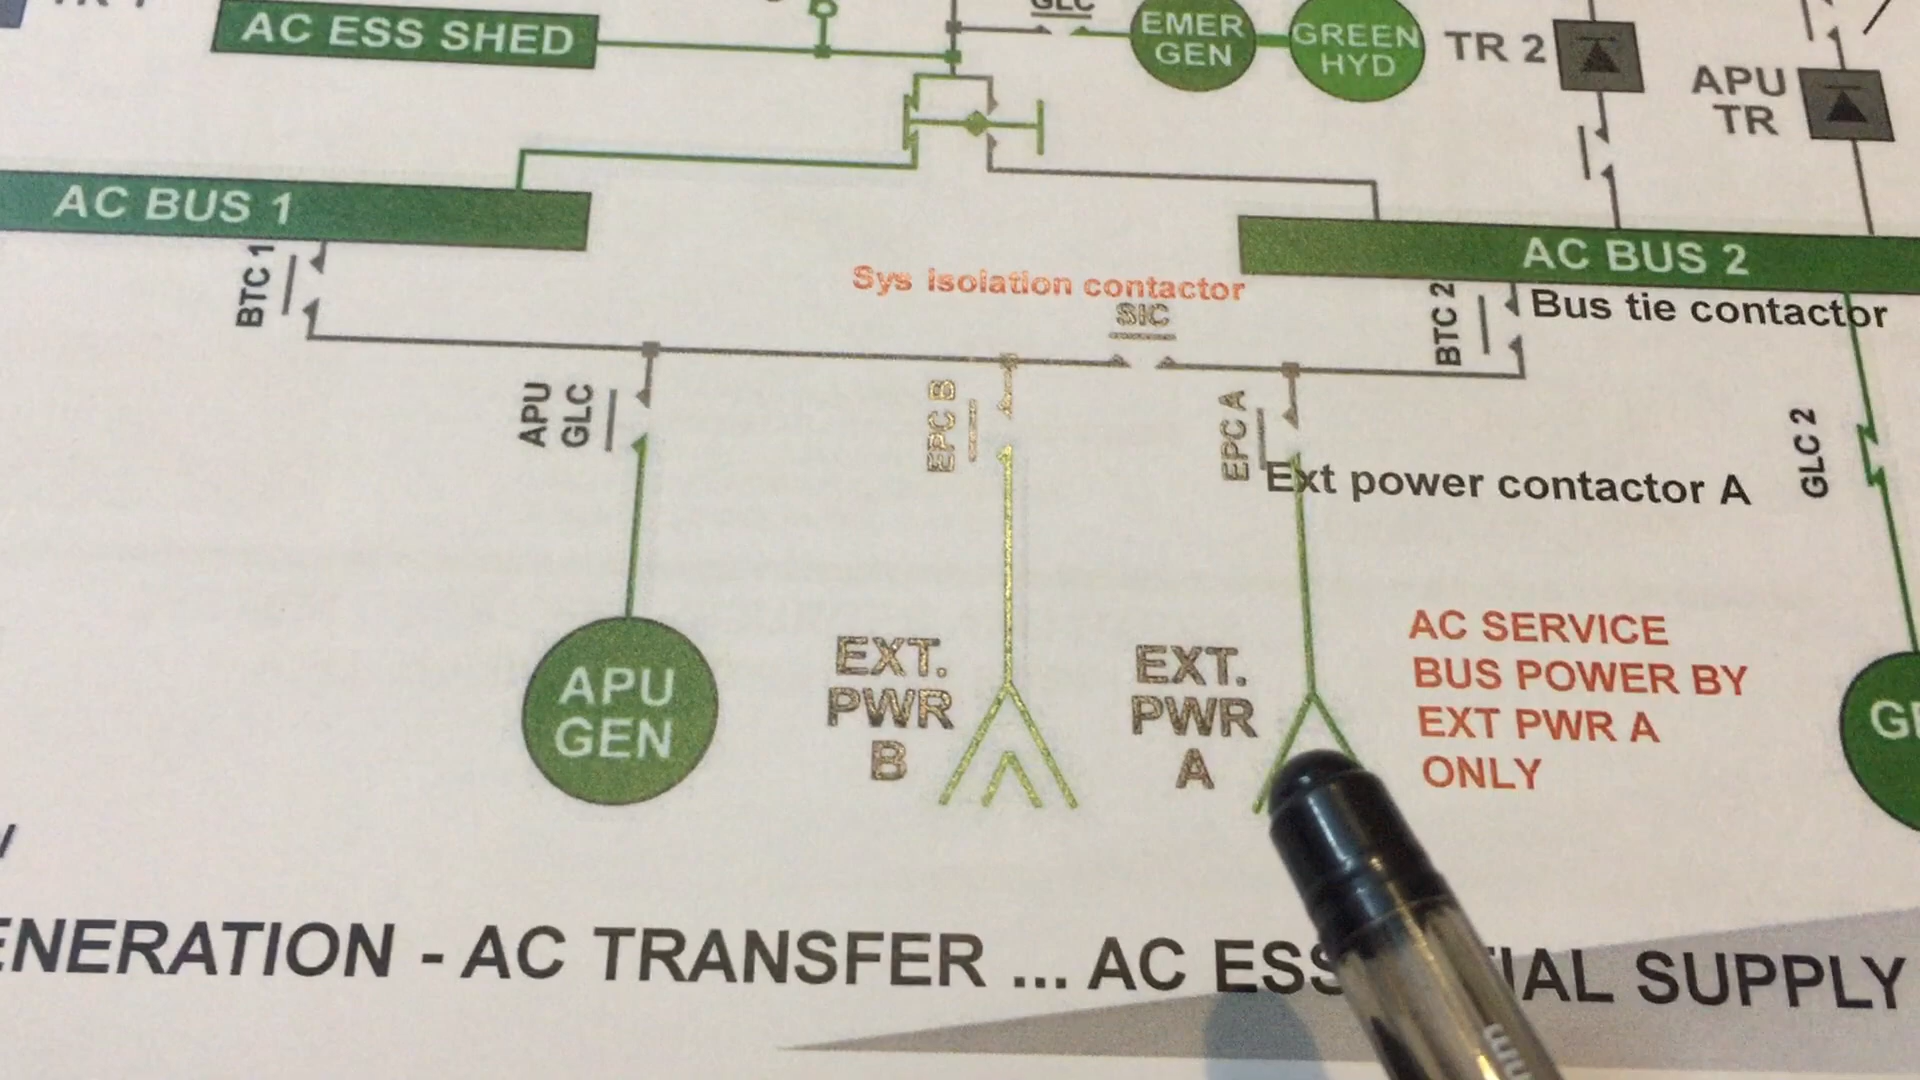 AC ESS SHED
GLC
EMER
GEN
GREEN
HYD
TR 2
APU
TR
AC BUS 1
AC BUS 2
BTC 1
Sys isolation contactor
SIC
BTC 2
Bus tie contactor
APU
GLC
EPC B
EPC A
Ext power contactor A
GLC 2
APU
GEN
EXT.
PWR
B
EXT.
PWR
A
AC SERVICE
BUS POWER BY
EXT PWR A
ONLY
ENERATION - AC TRANSFER ... AC ESS IAL SUPPLY